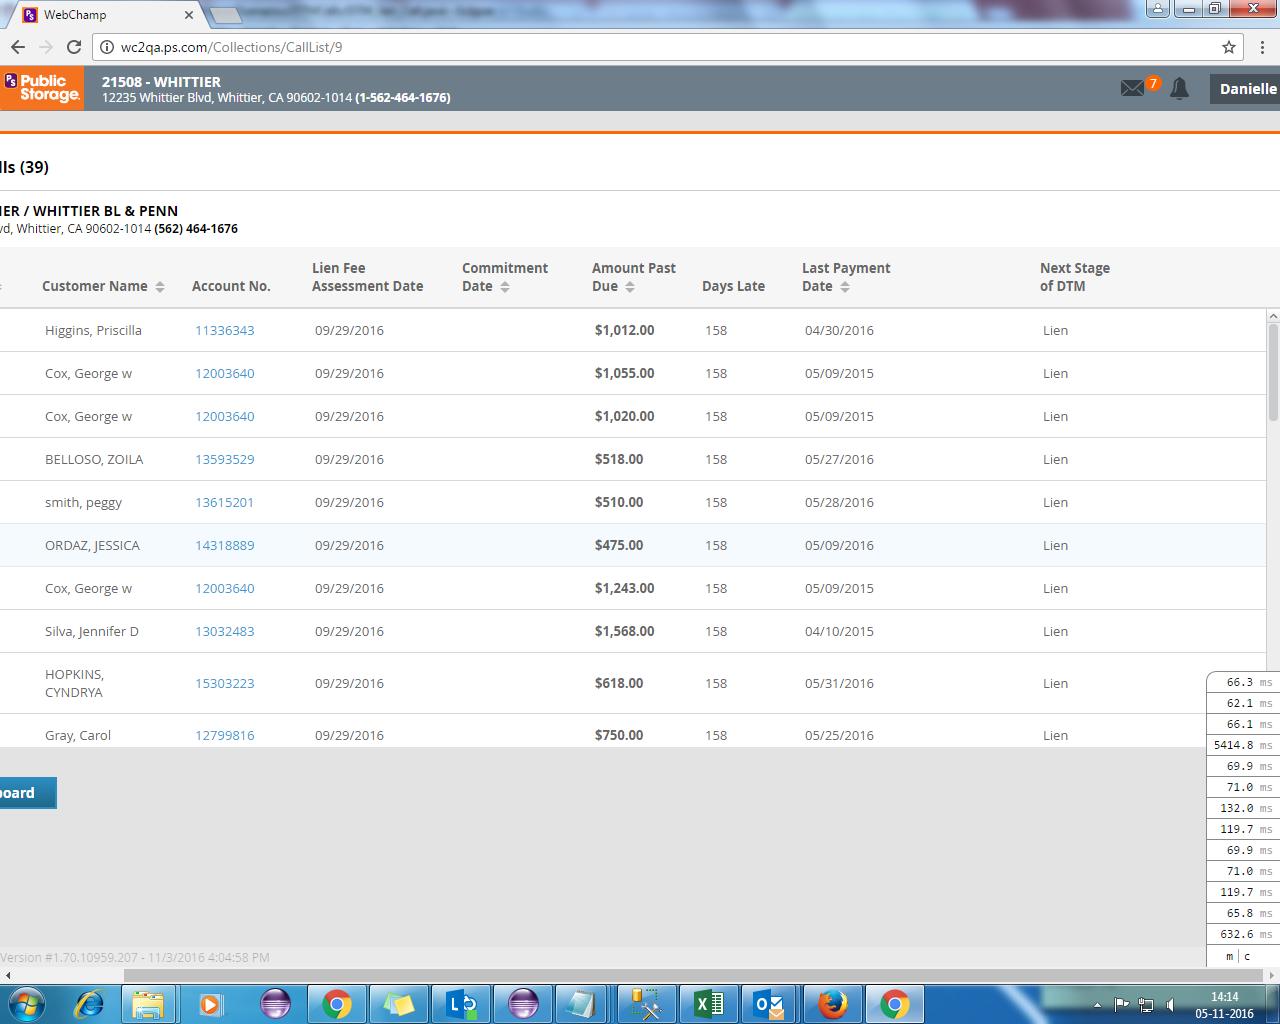 WebChamp
wc2qa.ps.com/Collections/CallList/9
PS Public Storage.
21508 - WHITTIER
12235 Whittier Blvd, Whittier, CA 90602-1014 (1-562-464-1676)
7
Danielle
lls (39)
IER / WHITTIER BL & PENN
vd, Whittier, CA 90602-1014 (562) 464-1676
Customer Name Account No. Lien Fee Assessment Date Commitment Date Amount Past Due Days Late Last Payment Date Next Stage of DTM
Higgins, Priscilla 11336343 09/29/2016 $1,012.00 158 04/30/2016 Lien
Cox, George w 12003640 09/29/2016 $1,055.00 158 05/09/2015 Lien
Cox, George w 12003640 09/29/2016 $1,020.00 158 05/09/2015 Lien
BELLOSO, ZOILA 13593529 09/29/2016 $518.00 158 05/27/2016 Lien
smith, peggy 13615201 09/29/2016 $510.00 158 05/28/2016 Lien
ORDAZ, JESSICA 14318889 09/29/2016 $475.00 158 05/09/2016 Lien
Cox, George w 12003640 09/29/2016 $1,243.00 158 05/09/2015 Lien
Silva, Jennifer D 13032483 09/29/2016 $1,568.00 158 04/10/2015 Lien
HOPKINS, CYNDRYA 15303223 09/29/2016 $618.00 158 05/31/2016 Lien
Gray, Carol 12799816 09/29/2016 $750.00 158 05/25/2016 Lien
66.3 ms
62.1 ms
66.1 ms
5414.8 ms
69.9 ms
71.0 ms
132.0 ms
119.7 ms
69.9 ms
71.0 ms
119.7 ms
65.8 ms
632.6 ms
m | c
board
Version #1.70.10959.207 - 11/3/2016 4:04:58 PM
14:14
05-11-2016